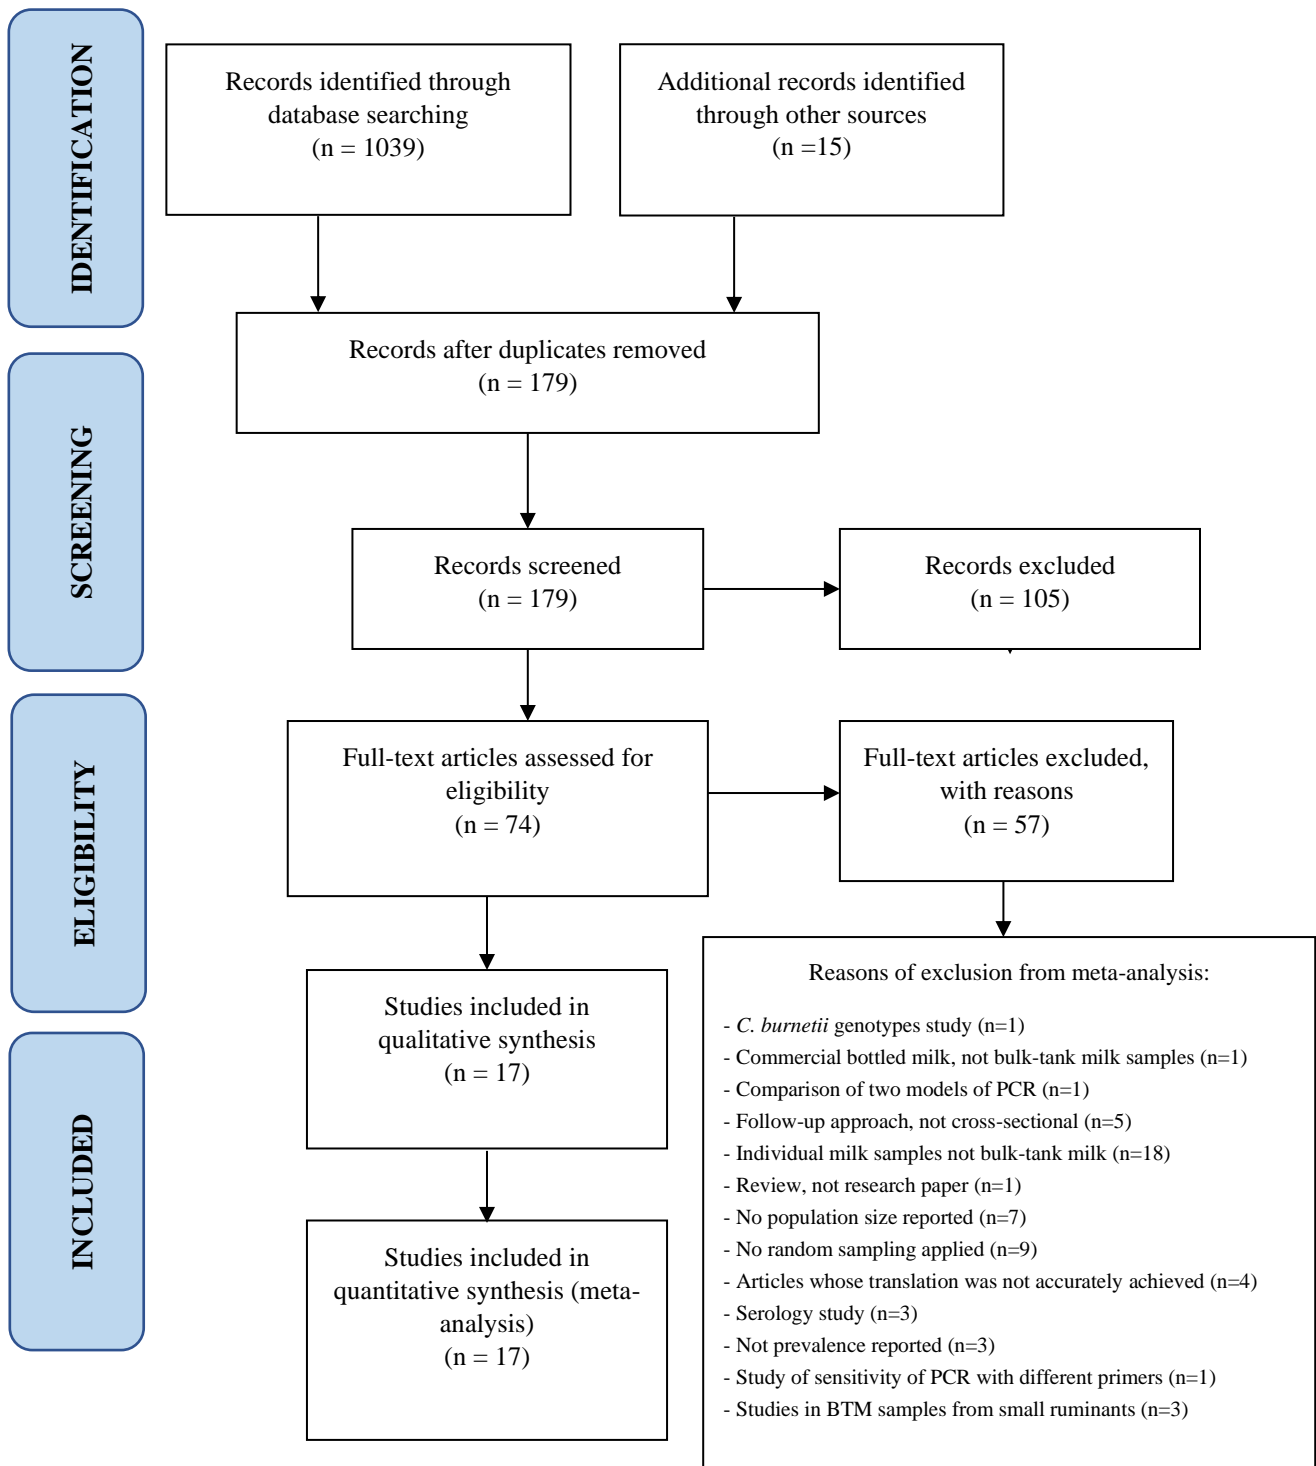 IDENTIFICATION
Records identified through
database searching
(n = 1039)
Additional records identified
through other sources
(n =15)
Records after duplicates removed
(n = 179)
SCREENING
Records screened
(n = 179)
Records excluded
(n = 105)
ELIGIBILITY
Full-text articles assessed for
eligibility
(n = 74)
Full-text articles excluded,
with reasons
(n = 57)
Reasons of exclusion from meta-analysis:
- C. burnetii genotypes study (n=1)
- Commercial bottled milk, not bulk-tank milk samples (n=1)
- Comparison of two models of PCR (n=1)
- Follow-up approach, not cross-sectional (n=5)
- Individual milk samples not bulk-tank milk (n=18)
- Review, not research paper (n=1)
- No population size reported (n=7)
- No random sampling applied (n=9)
- Articles whose translation was not accurately achieved (n=4)
- Serology study (n=3)
- Not prevalence reported (n=3)
- Study of sensitivity of PCR with different primers (n=1)
- Studies in BTM samples from small ruminants (n=3)
INCLUDED
Studies included in
qualitative synthesis
(n = 17)
Studies included in
quantitative synthesis (meta-
analysis)
(n = 17)